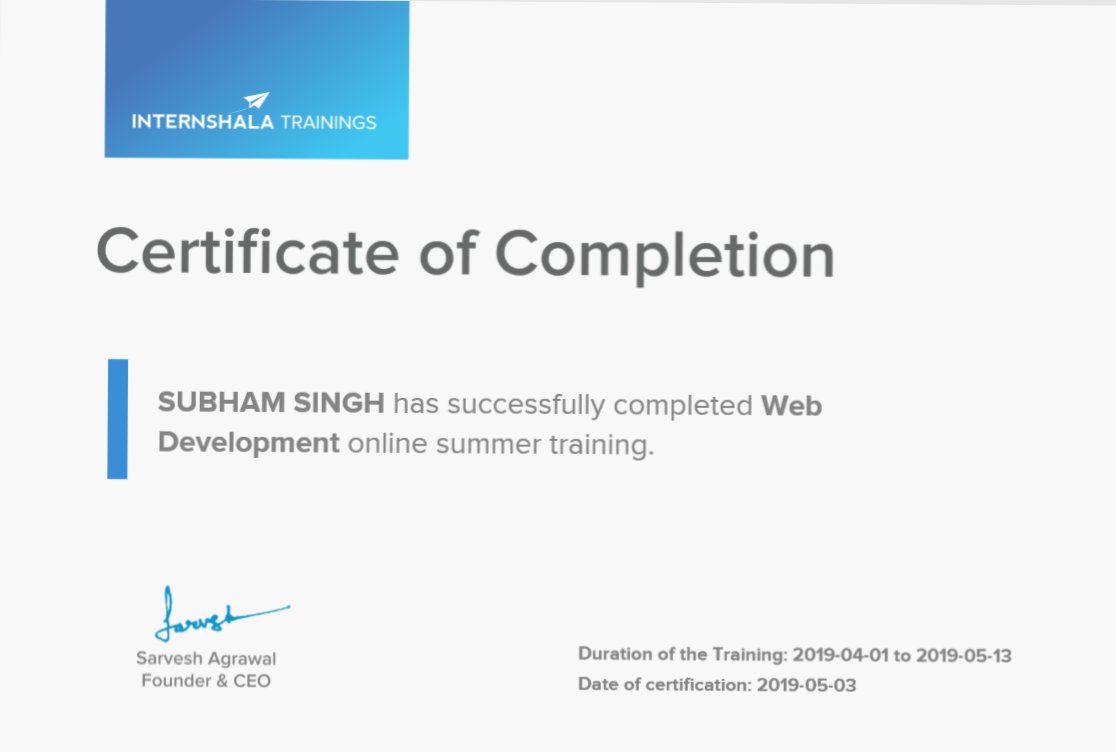 INTERNSHALA TRAININGS
Certificate of Completion
SUBHAM SINGH has successfully completed Web
Development online summer training.
Sarvesh
Sarvesh Agrawal
Founder & CEO
Duration of the Training: 2019-04-01 to 2019-05-13
Date of certification: 2019-05-03